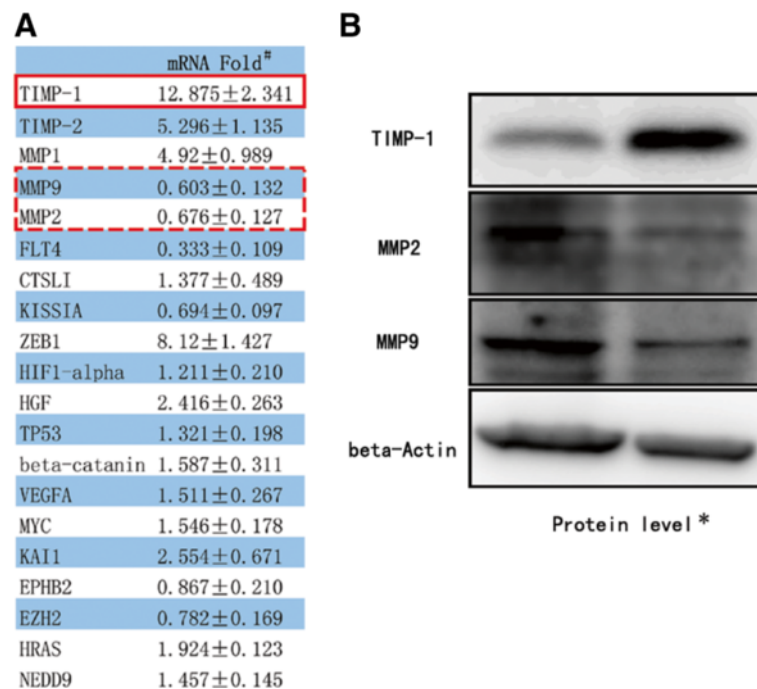 A
mRNA Fold#
TIMP-1 12.875±2.341
TIMP-2 5.296±1.135
MMP1 4.92±0.989
MMP9 0.603±0.132
MMP2 0.676±0.127
FLT4 0.333±0.109
CTSLI 1.377±0.489
KISSIA 0.694±0.097
ZEB1 8.12±1.427
HIF1-alpha 1.211±0.210
HGF 2.416±0.263
TP53 1.321±0.198
beta-catanin 1.587±0.311
VEGFA 1.511±0.267
MYC 1.546±0.178
KAI1 2.554±0.671
EPHB2 0.867±0.210
EZH2 0.782±0.169
HRAS 1.924±0.123
NEDD9 1.457±0.145
B
TIMP-1
MMP2
MMP9
beta-Actin
Protein level*